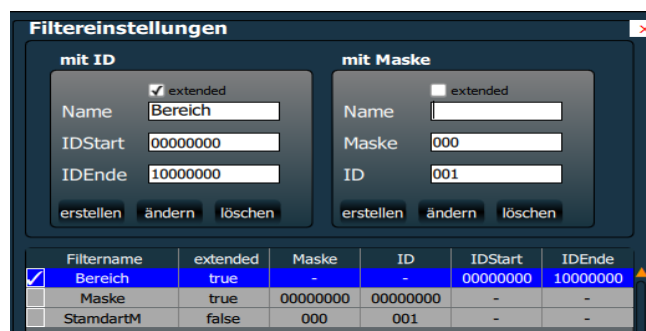 Filtereinstellungen
mit ID
extended
Name Bereich
IDStart 00000000
IDEnde 10000000
erstellen ändern löschen
mit Maske
extended
Name
Maske 000
ID 001
erstellen ändern löschen
Filtername extended Maske ID IDStart IDEnde
Bereich true - - 00000000 10000000
Maske true 00000000 00000000 - -
StamdartM false 000 001 - -